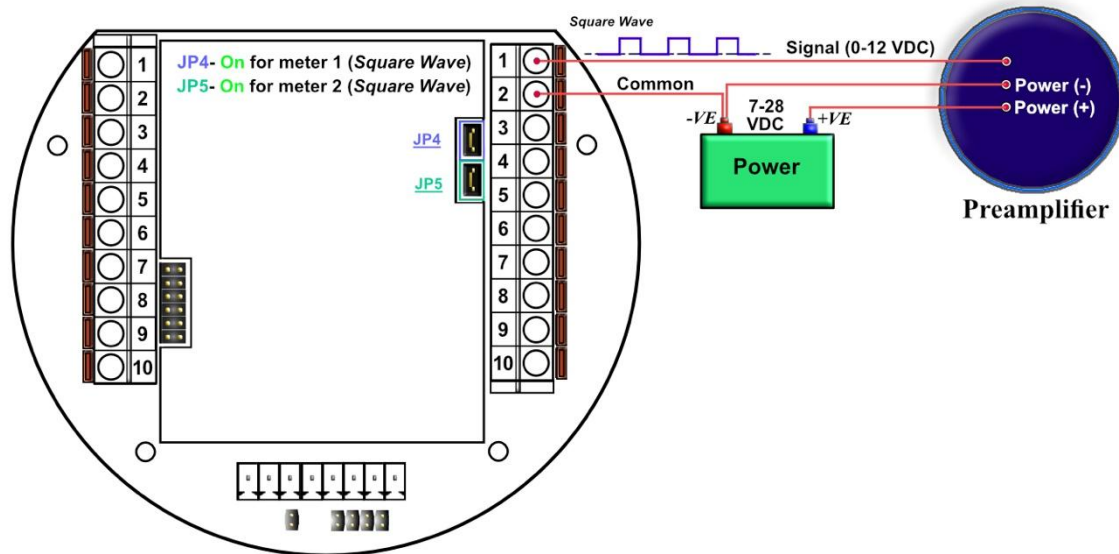 Square Wave
Signal (0-12 VDC)
JP4- On for meter 1 (Square Wave)
JP5- On for meter 2 (Square Wave)
Common
Power (-)
Power (+)
-VE
7-28
VDC
+VE
Power
Preamplifier
JP4
JP5
1
2
3
4
5
6
7
8
9
10
1
2
3
4
5
6
7
8
9
10